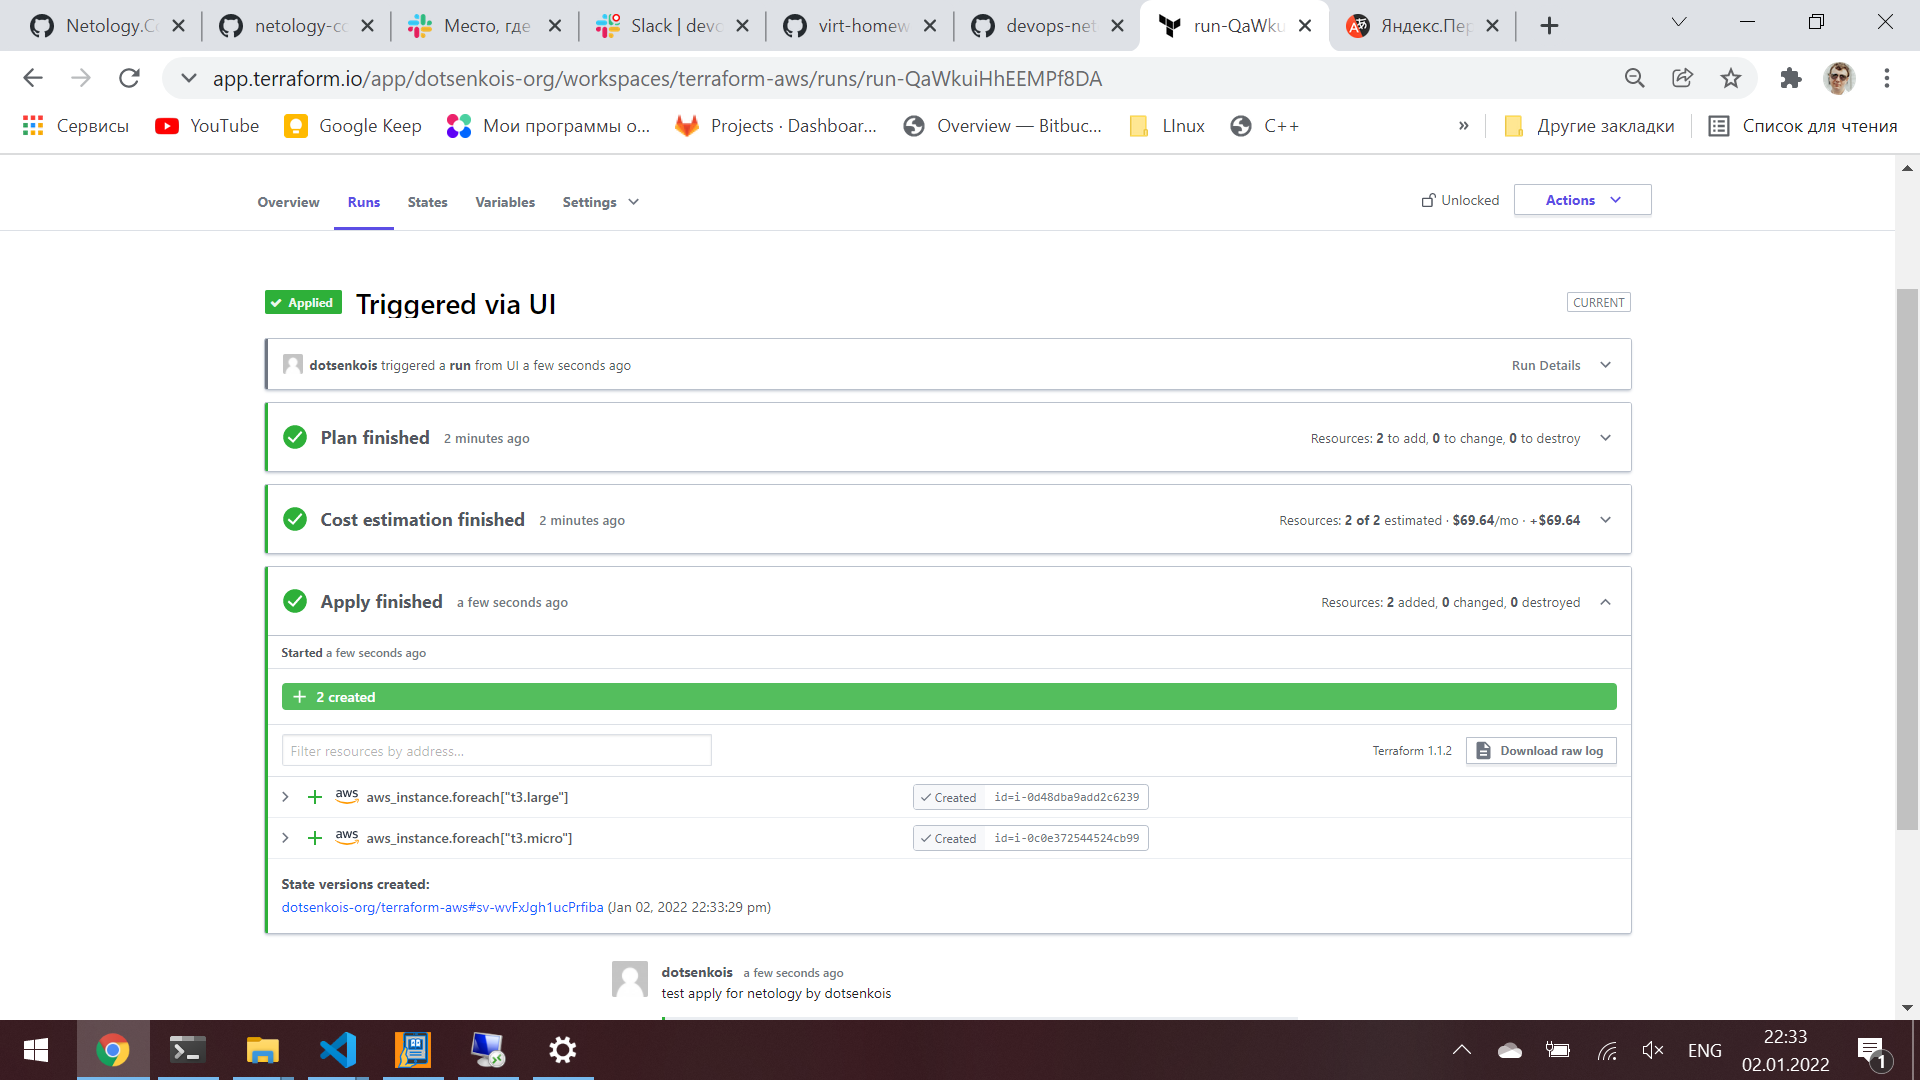 Netology.Co
netology-co
Место, где
Slack | devo
virt-homew
devops-net
run-QaWku
Яндекс.Пер
app.terraform.io/app/dotsenkois-org/workspaces/terraform-aws/runs/run-QaWkuiHhEEMPf8DA
Сервисы
YouTube
Google Keep
Мои программы о...
Projects · Dashboar...
Overview — Bitbuc...
LInux
C++
»
Другие закладки
Список для чтения
Overview
Runs
States
Variables
Settings
Unlocked
Actions
Applied
Triggered via UI
CURRENT
dotsenkois triggered a run from UI a few seconds ago
Run Details
Plan finished 2 minutes ago
Resources: 2 to add, 0 to change, 0 to destroy
Cost estimation finished 2 minutes ago
Resources: 2 of 2 estimated · $69.64/mo · +$69.64
Apply finished a few seconds ago
Resources: 2 added, 0 changed, 0 destroyed
Started a few seconds ago
+ 2 created
Filter resources by address...
Terraform 1.1.2
Download raw log
aws aws_instance.foreach["t3.large"]
Created id=i-0d48dba9add2c6239
aws aws_instance.foreach["t3.micro"]
Created id=i-0c0e372544524cb99
State versions created:
dotsenkois-org/terraform-aws#sv-wvFxJgh1ucPrfiba (Jan 02, 2022 22:33:29 pm)
dotsenkois a few seconds ago
test apply for netology by dotsenkois
ENG
22:33
02.01.2022
1